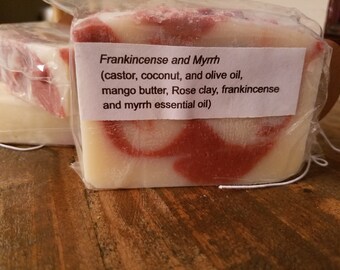 Frankincense and Myrrh
(castor, coconut, and olive oil,
mango butter, Rose clay, frankincense
and myrrh essential oil)